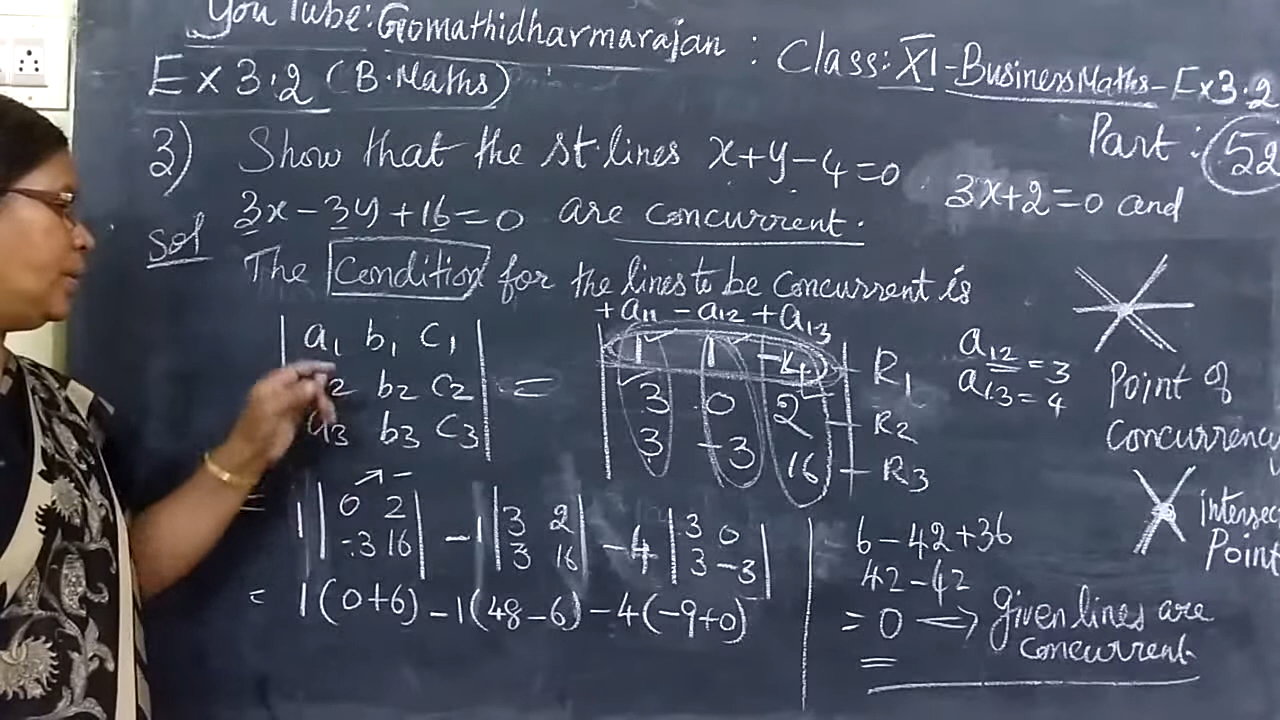 YouTube: Gomathidharmarajan : Class: XI - Business Maths - Ex 3.2
Ex 3.2 (B.Maths)
Part: 52
3) Show that the st.lines x+y-4=0 . 3x+2=0 and
3x-3y+16=0 are concurrent.
Sol
The Condition for the lines to be concurrent is
+a11 -a12 +a13
| a1 b1 c1 | = | 1 1 -4 | - R1
| a2 b2 c2 | | 3 0 2 | - R2
| a3 b3 c3 | | 3 -3 16 | - R3
a12 = 3
a13 = 4
Point of
Concurrency
= 1 | 0 2 | -1 | 3 2 | -4 | 3 0 |
| -3 16 | | 3 16 | | 3 -3 |
= 1(0+6) -1(48-6) -4(-9+0)
= 6-42+36
42-42
= 0 → Given lines are
concurrent.
Intersec
Point